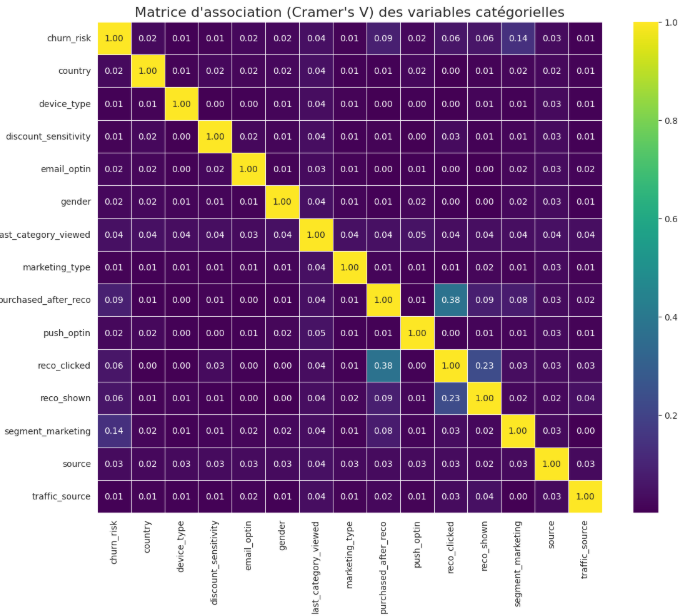 Matrice d'association (Cramer's V) des variables catégorielles
churn_risk 1.00 0.02 0.01 0.01 0.02 0.02 0.04 0.01 0.09 0.02 0.06 0.06 0.14 0.03 0.01
country 0.02 1.00 0.01 0.02 0.02 0.02 0.04 0.01 0.01 0.02 0.00 0.01 0.02 0.02 0.01
device_type 0.01 0.01 1.00 0.00 0.00 0.01 0.04 0.01 0.00 0.00 0.00 0.01 0.01 0.03 0.01
discount_sensitivity 0.01 0.02 0.00 1.00 0.02 0.01 0.04 0.01 0.01 0.00 0.03 0.01 0.01 0.03 0.01
email_optin 0.02 0.02 0.00 0.02 1.00 0.01 0.03 0.01 0.00 0.01 0.00 0.00 0.02 0.03 0.02
gender 0.02 0.02 0.01 0.01 0.01 1.00 0.04 0.01 0.01 0.02 0.00 0.00 0.02 0.03 0.01
ast_category_viewed 0.04 0.04 0.04 0.04 0.03 0.04 1.00 0.04 0.04 0.05 0.04 0.04 0.04 0.04 0.04
marketing_type 0.01 0.01 0.01 0.01 0.01 0.01 0.04 1.00 0.01 0.01 0.01 0.02 0.01 0.03 0.01
purchased_after_reco 0.09 0.01 0.00 0.01 0.00 0.01 0.04 0.01 1.00 0.01 0.38 0.09 0.08 0.03 0.02
push_optin 0.02 0.02 0.00 0.00 0.01 0.02 0.05 0.01 0.01 1.00 0.00 0.01 0.01 0.03 0.01
reco_clicked 0.06 0.00 0.00 0.03 0.00 0.00 0.04 0.01 0.38 0.00 1.00 0.23 0.03 0.03 0.03
reco_shown 0.06 0.01 0.01 0.01 0.00 0.00 0.04 0.02 0.09 0.01 0.23 1.00 0.02 0.02 0.04
segment_marketing 0.14 0.02 0.01 0.01 0.02 0.02 0.04 0.01 0.08 0.01 0.03 0.02 1.00 0.03 0.00
source 0.03 0.02 0.03 0.03 0.03 0.03 0.04 0.03 0.03 0.03 0.03 0.02 0.03 1.00 0.03
traffic_source 0.01 0.01 0.01 0.01 0.02 0.01 0.04 0.01 0.02 0.01 0.03 0.04 0.00 0.03 1.00
churn_risk
country
device_type
discount_sensitivity
email_optin
gender
last_category_viewed
marketing_type
purchased_after_reco
push_optin
reco_clicked
reco_shown
segment_marketing
source
traffic_source
1.0
0.8
0.6
0.4
0.2